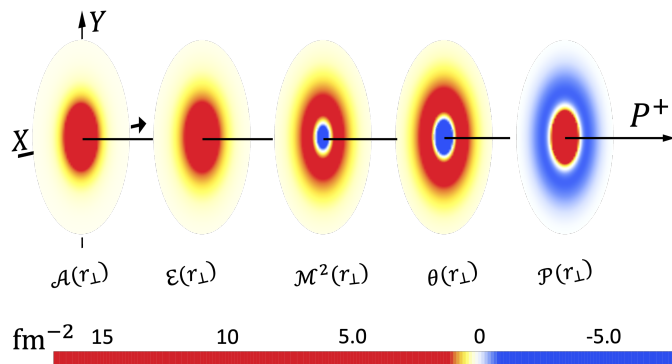 Y
X
P⁺
𝒜(r⊥) ℰ(r⊥) ℳ²(r⊥) θ(r⊥) 𝒫(r⊥)
fm⁻² 15 10 5.0 0 -5.0